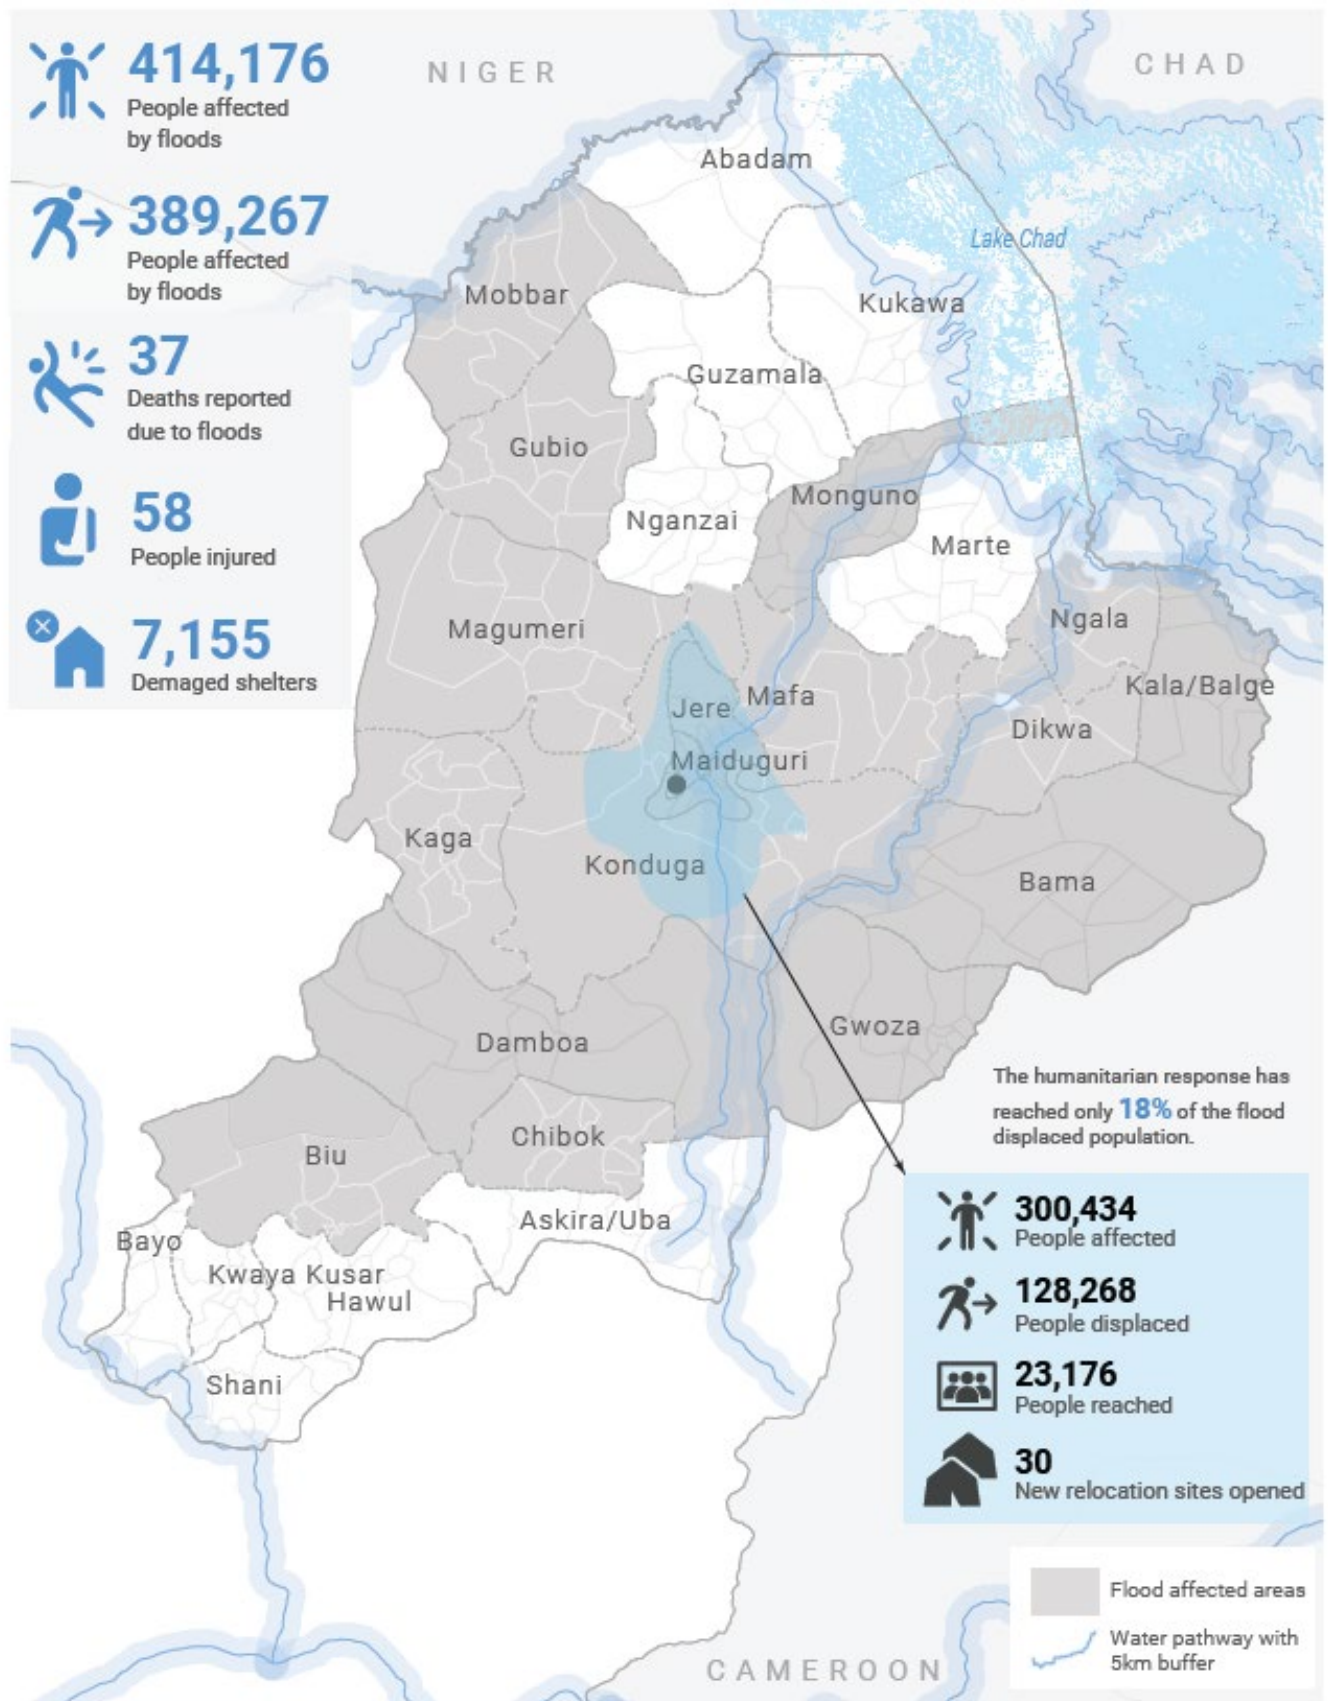 414,176
People affected
by floods
389,267
People affected
by floods
37
Deaths reported
due to floods
58
People injured
7,155
Demaged shelters
NIGER
CHAD
Abadam
Lake Chad
Mobbar
Kukawa
Guzamala
Gubio
Monguno
Nganzai
Marte
Ngala
Magumeri
Kala/Balge
Mafa
Jere
Dikwa
Maiduguri
Kaga
Konduga
Bama
Gwoza
Damboa
Chibok
Biu
Askira/Uba
Bayo
Kwaya Kusar
Hawul
Shani
The humanitarian response has
reached only 18% of the flood
displaced population.
300,434
People affected
128,268
People displaced
23,176
People reached
30
New relocation sites opened
Flood affected areas
Water pathway with
5km buffer
CAMEROON